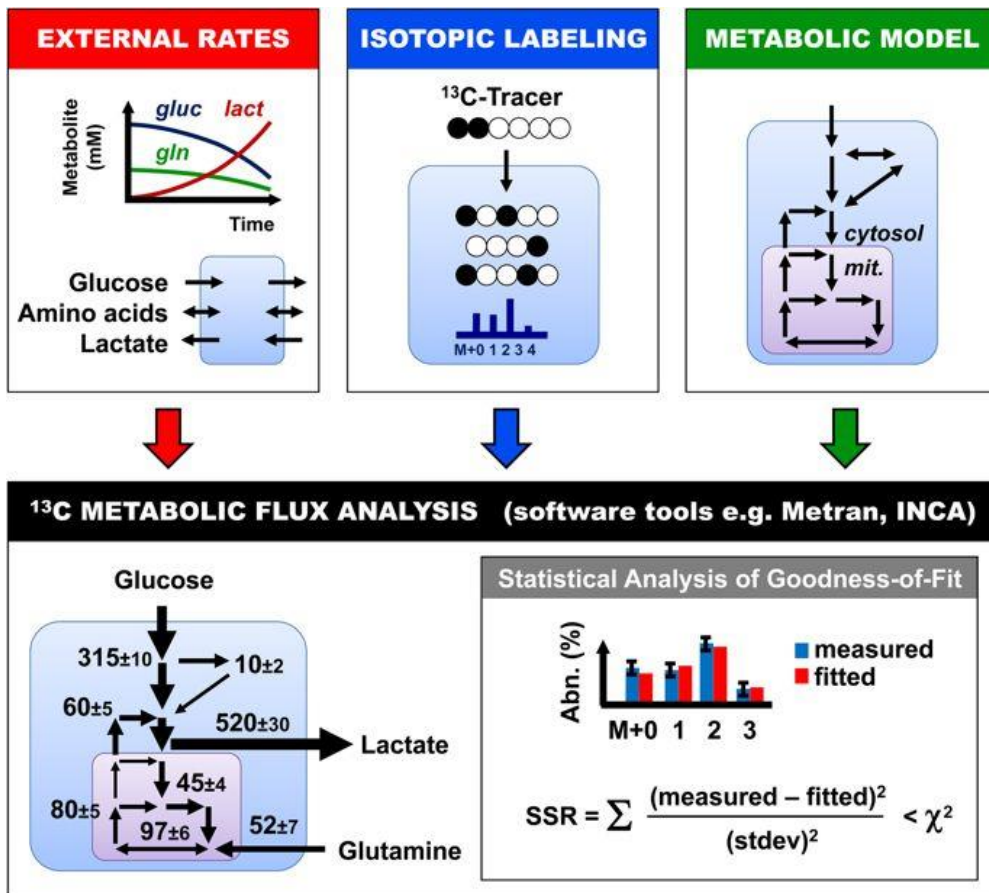 EXTERNAL RATES
Metabolite
(mM)
gluc
lact
gln
Time
Glucose
Amino acids
Lactate
ISOTOPIC LABELING
¹³C-Tracer
M+0 1 2 3 4
METABOLIC MODEL
cytosol
mit.
¹³C METABOLIC FLUX ANALYSIS (software tools e.g. Metran, INCA)
Glucose
315±10
10±2
60±5
520±30
Lactate
45±4
80±5
97±6
52±7
Glutamine
Statistical Analysis of Goodness-of-Fit
Abn. (%)
measured
fitted
M+0 1 2 3
SSR = ∑ (measured – fitted)² / (stdev)² < χ²